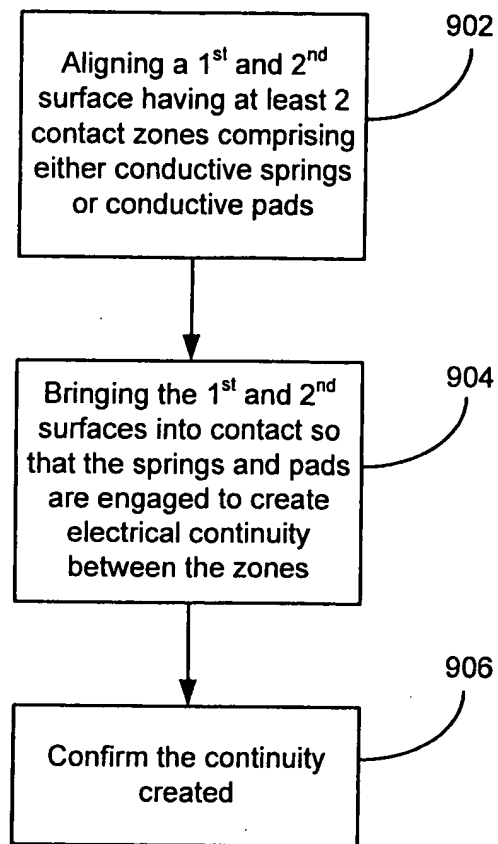 902
Aligning a 1st and 2nd
surface having at least 2
contact zones comprising
either conductive springs
or conductive pads
904
Bringing the 1st and 2nd
surfaces into contact so
that the springs and pads
are engaged to create
electrical continuity
between the zones
906
Confirm the continuity
created